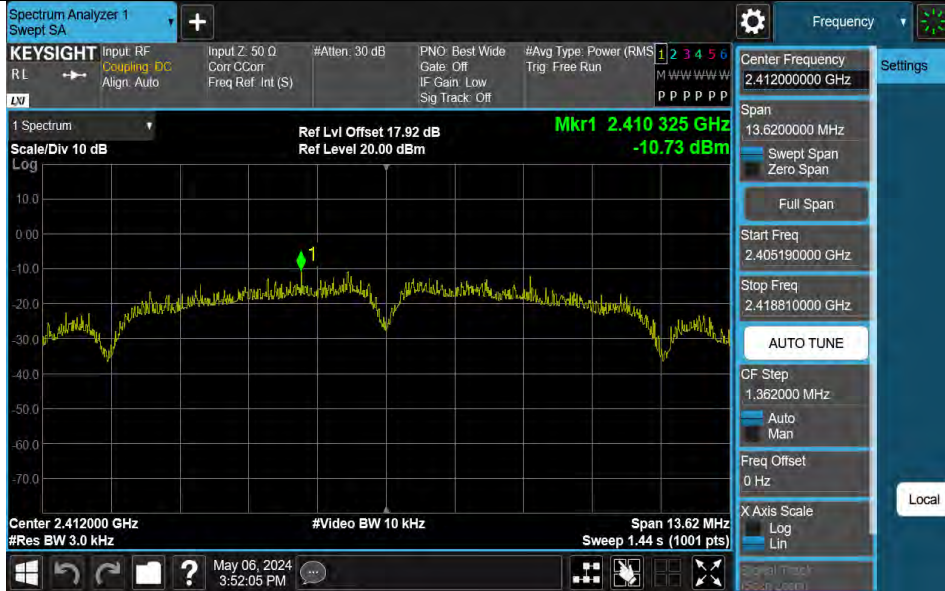 Spectrum Analyzer 1
Swept SA
+
Frequency
KEYSIGHT
RL
LXI
Input: RF
Coupling: DC
Align: Auto
Input Z: 50 Ω
Corr CCorr
Freq Ref: Int (S)
#Atten: 30 dB
PNO: Best Wide
Gate: Off
IF Gain: Low
Sig Track: Off
#Avg Type: Power (RMS
Trig: Free Run
1 2 3 4 5 6
M W W W W W
P P P P P P
1 Spectrum
Scale/Div 10 dB
Log
Ref Lvl Offset 17.92 dB
Ref Level 20.00 dBm
Mkr1 2.410 325 GHz
-10.73 dBm
10.0
0.00
-10.0
-20.0
-30.0
-40.0
-50.0
-60.0
-70.0
1
Center 2.412000 GHz
#Res BW 3.0 kHz
#Video BW 10 kHz
Span 13.62 MHz
Sweep 1.44 s (1001 pts)
Center Frequency
2.412000000 GHz
Settings
Span
13.6200000 MHz
Swept Span
Zero Span
Full Span
Start Freq
2.405190000 GHz
Stop Freq
2.418810000 GHz
AUTO TUNE
CF Step
1.362000 MHz
Auto
Man
Freq Offset
0 Hz
X Axis Scale
Log
Lin
Local
Signal Track
(Span Zoom)
?
May 06, 2024
3:52:05 PM